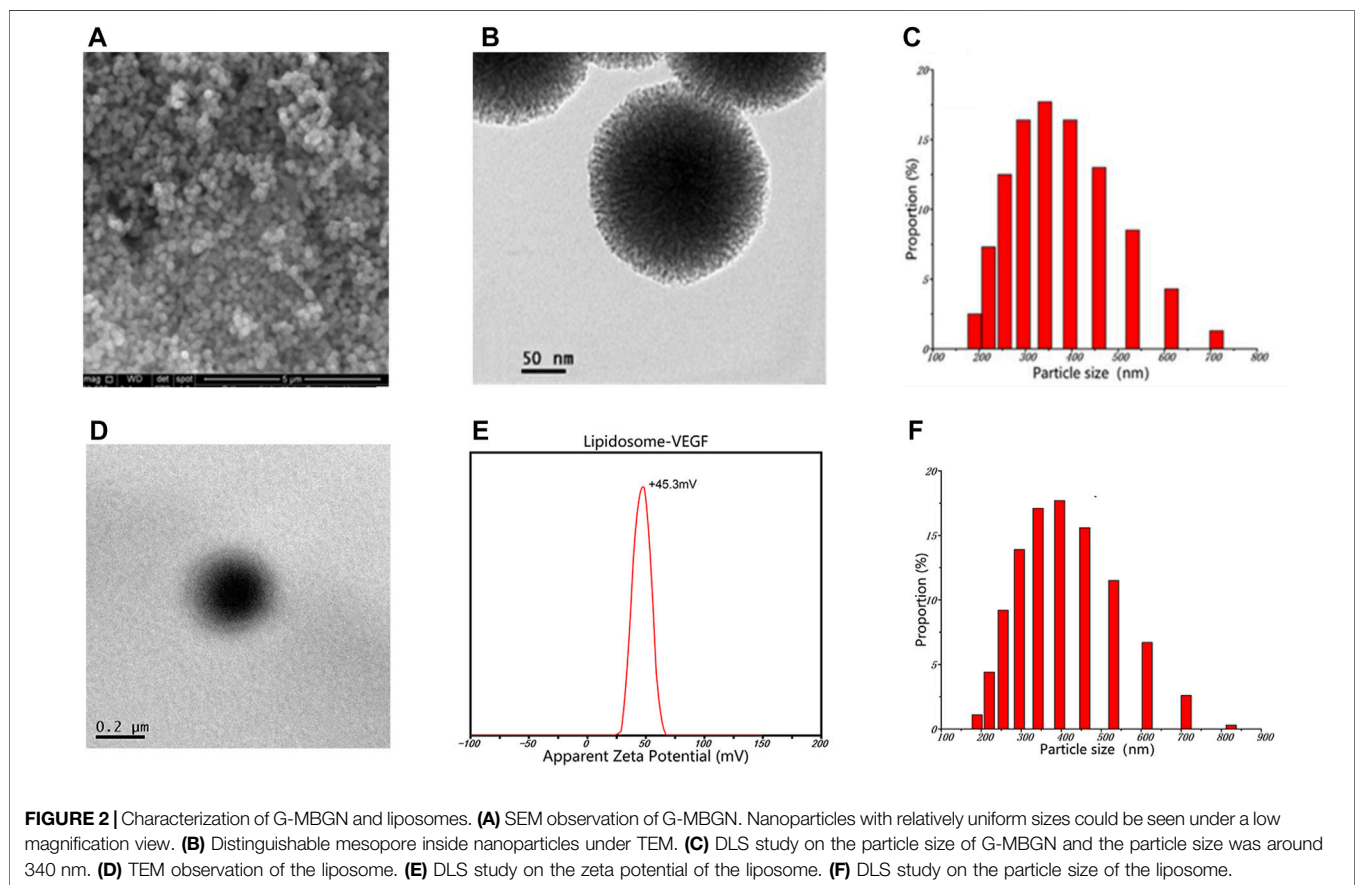 A
B
C
mag
WD
det
spot
5 µm
50 nm
20
15
10
5
0
Proportion (%)
100
200
300
400
500
600
700
800
Particle size (nm)
D
E
F
0.2 µm
Lipidosome-VEGF
+45.3mV
-100
-50
0
50
100
150
200
Apparent Zeta Potential (mV)
20
15
10
5
0
Proportion (%)
100
200
300
400
500
600
700
800
900
Particle size (nm)
FIGURE 2 | Characterization of G-MBGN and liposomes. (A) SEM observation of G-MBGN. Nanoparticles with relatively uniform sizes could be seen under a low
magnification view. (B) Distinguishable mesopore inside nanoparticles under TEM. (C) DLS study on the particle size of G-MBGN and the particle size was around
340 nm. (D) TEM observation of the liposome. (E) DLS study on the zeta potential of the liposome. (F) DLS study on the particle size of the liposome.